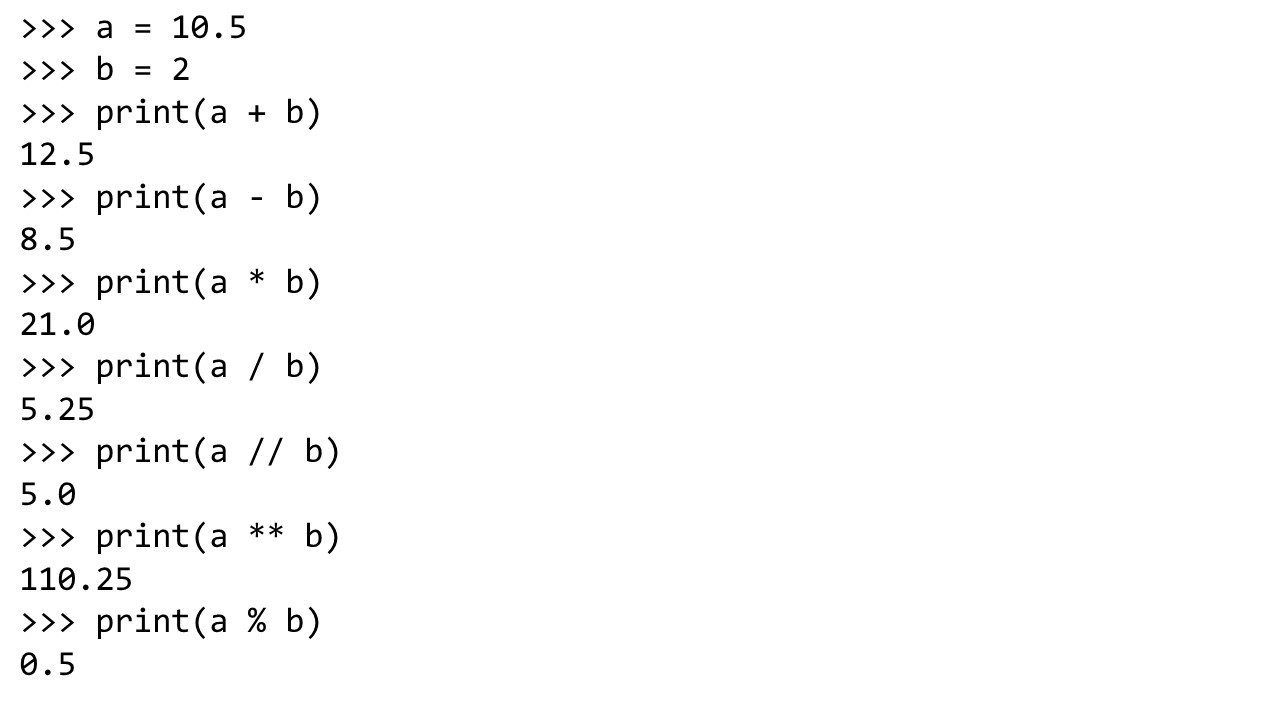 >>> a = 10.5
>>> b = 2
>>> print(a + b)
12.5
>>> print(a - b)
8.5
>>> print(a * b)
21.0
>>> print(a / b)
5.25
>>> print(a // b)
5.0
>>> print(a ** b)
110.25
>>> print(a % b)
0.5